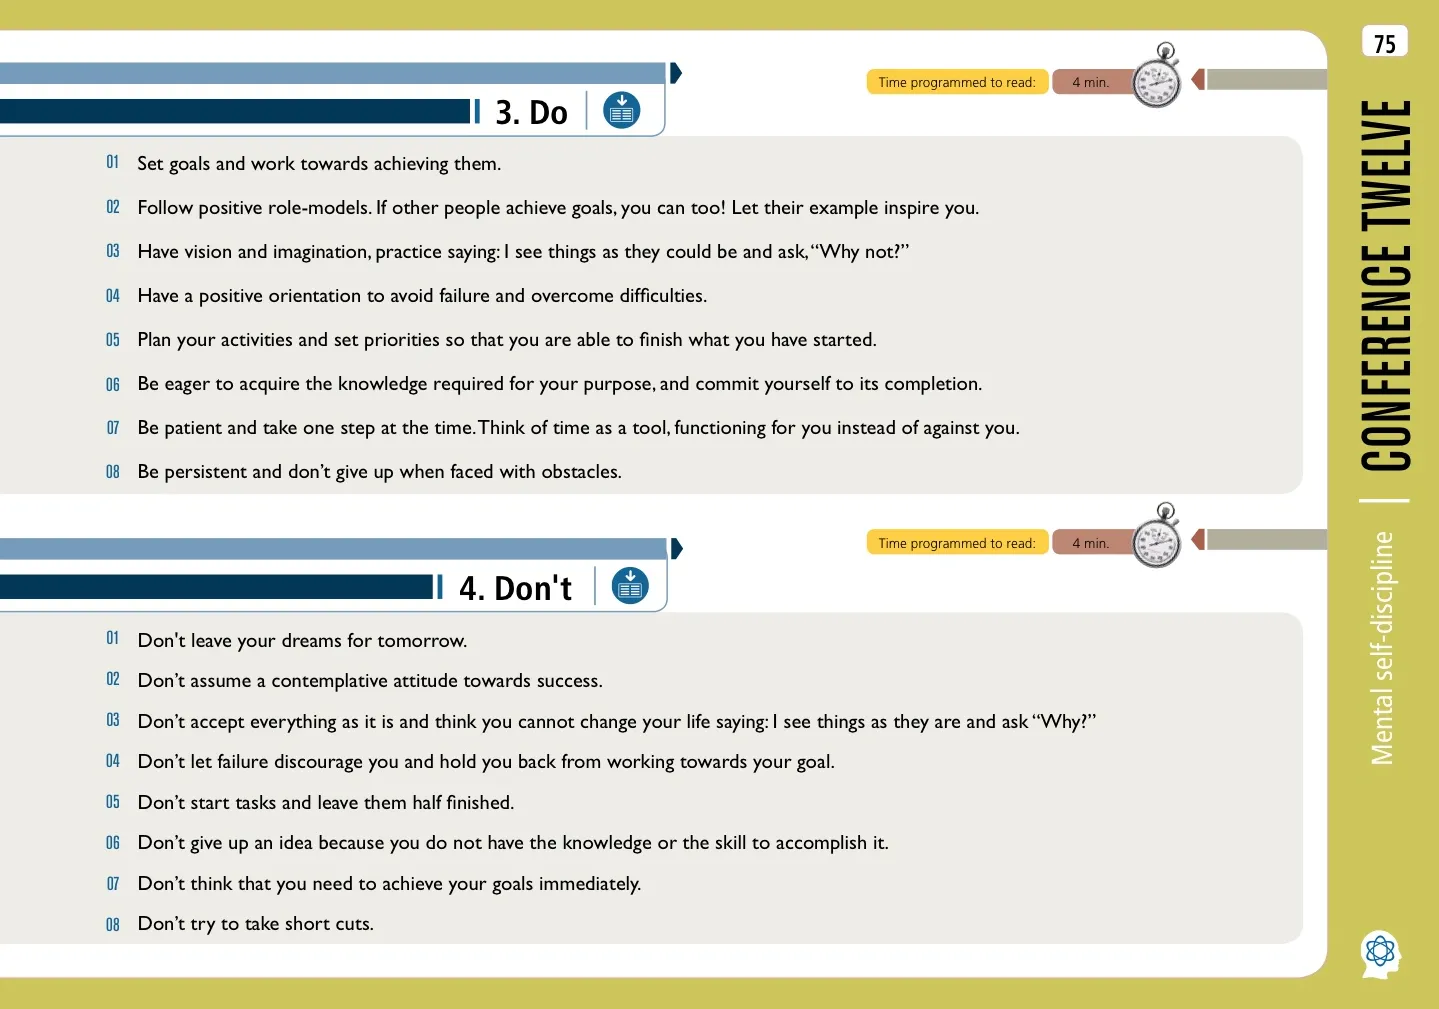 75
Time programmed to read: 4 min.
3. Do
01 Set goals and work towards achieving them.
02 Follow positive role-models. If other people achieve goals, you can too! Let their example inspire you.
03 Have vision and imagination, practice saying: I see things as they could be and ask, “Why not?”
04 Have a positive orientation to avoid failure and overcome difficulties.
05 Plan your activities and set priorities so that you are able to finish what you have started.
06 Be eager to acquire the knowledge required for your purpose, and commit yourself to its completion.
07 Be patient and take one step at the time. Think of time as a tool, functioning for you instead of against you.
08 Be persistent and don’t give up when faced with obstacles.
Time programmed to read: 4 min.
4. Don't
01 Don't leave your dreams for tomorrow.
02 Don’t assume a contemplative attitude towards success.
03 Don’t accept everything as it is and think you cannot change your life saying: I see things as they are and ask “Why?”
04 Don’t let failure discourage you and hold you back from working towards your goal.
05 Don’t start tasks and leave them half finished.
06 Don’t give up an idea because you do not have the knowledge or the skill to accomplish it.
07 Don’t think that you need to achieve your goals immediately.
08 Don’t try to take short cuts.
CONFERENCE TWELVE
Mental self-discipline